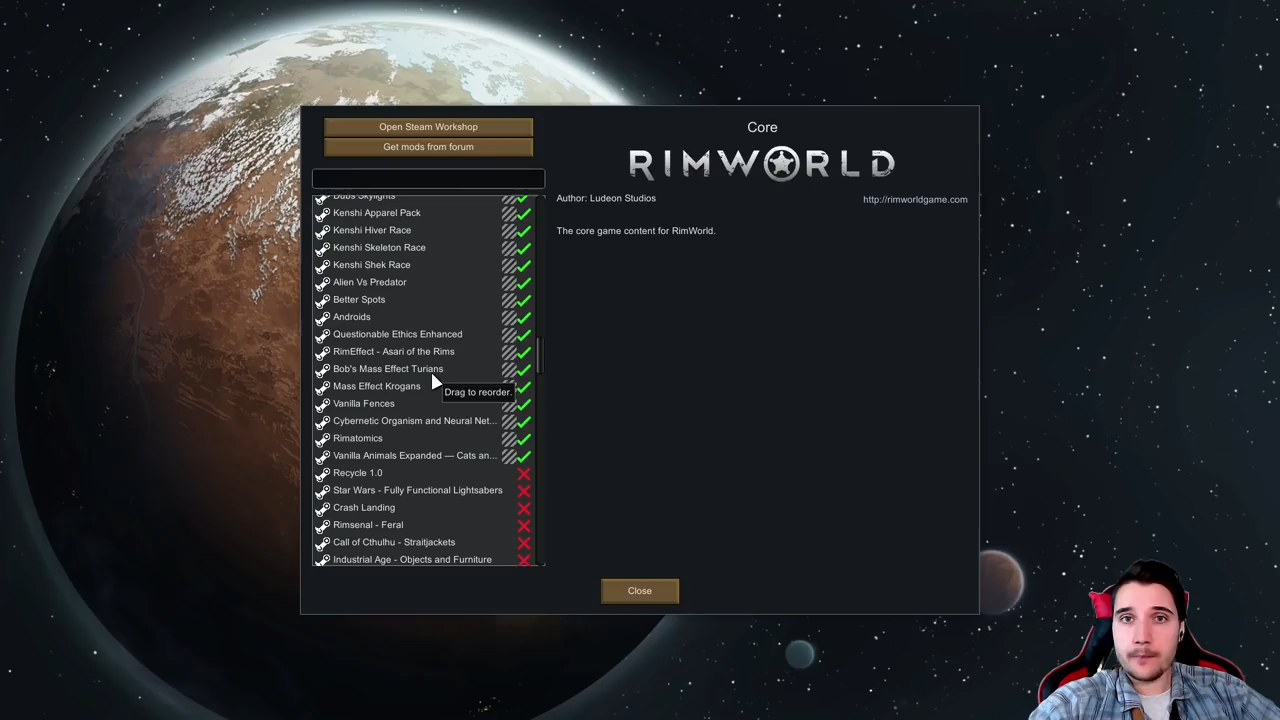 Open Steam Workshop
Get mods from forum
Dubs Skylights
Kenshi Apparel Pack
Kenshi Hiver Race
Kenshi Skeleton Race
Kenshi Shek Race
Alien Vs Predator
Better Spots
Androids
Questionable Ethics Enhanced
RimEffect - Asari of the Rims
Bob's Mass Effect Turians
Mass Effect Krogans
Drag to reorder.
Vanilla Fences
Cybernetic Organism and Neural Net...
Rimatomics
Vanilla Animals Expanded — Cats an...
Recycle 1.0
Star Wars - Fully Functional Lightsabers
Crash Landing
Rimsenal - Feral
Call of Cthulhu - Straitjackets
Industrial Age - Objects and Furniture
Core
RIMWORLD
Author: Ludeon Studios
http://rimworldgame.com
The core game content for RimWorld.
Close